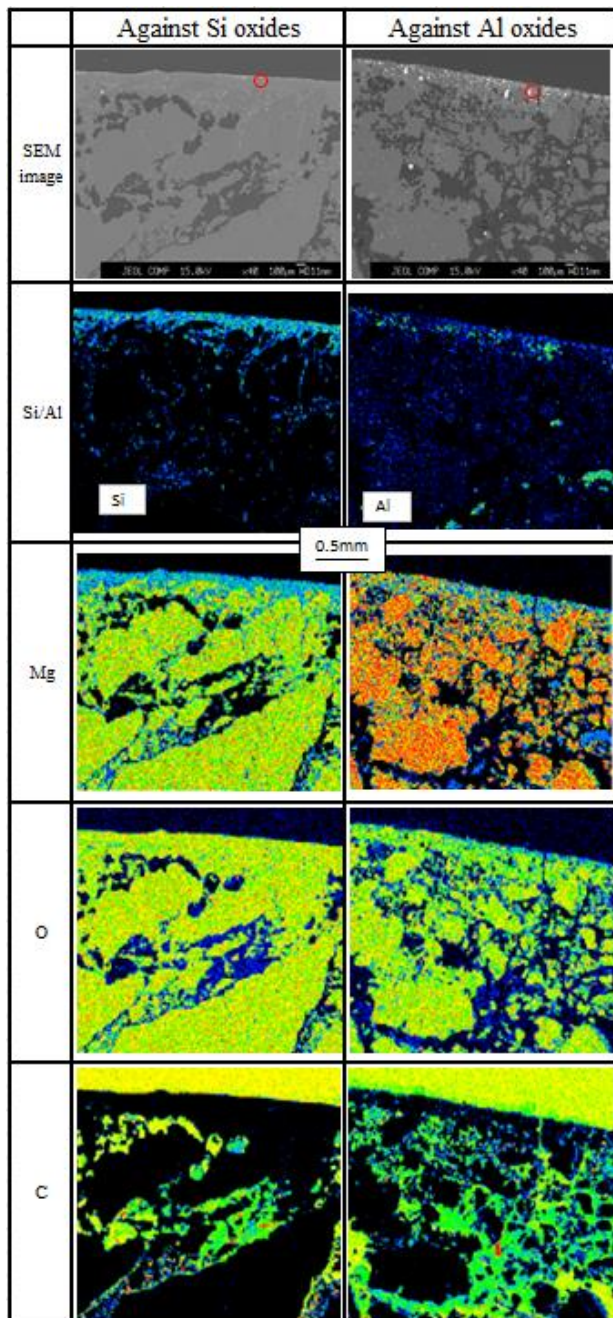 Against Si oxides
Against Al oxides
SEM
image
JEOL COMP 15.0kV x40 100µm WD11mm
JEOL COMP 15.0kV x40 100µm WD11mm
Si/Al
Si
Al
0.5mm
Mg
O
C